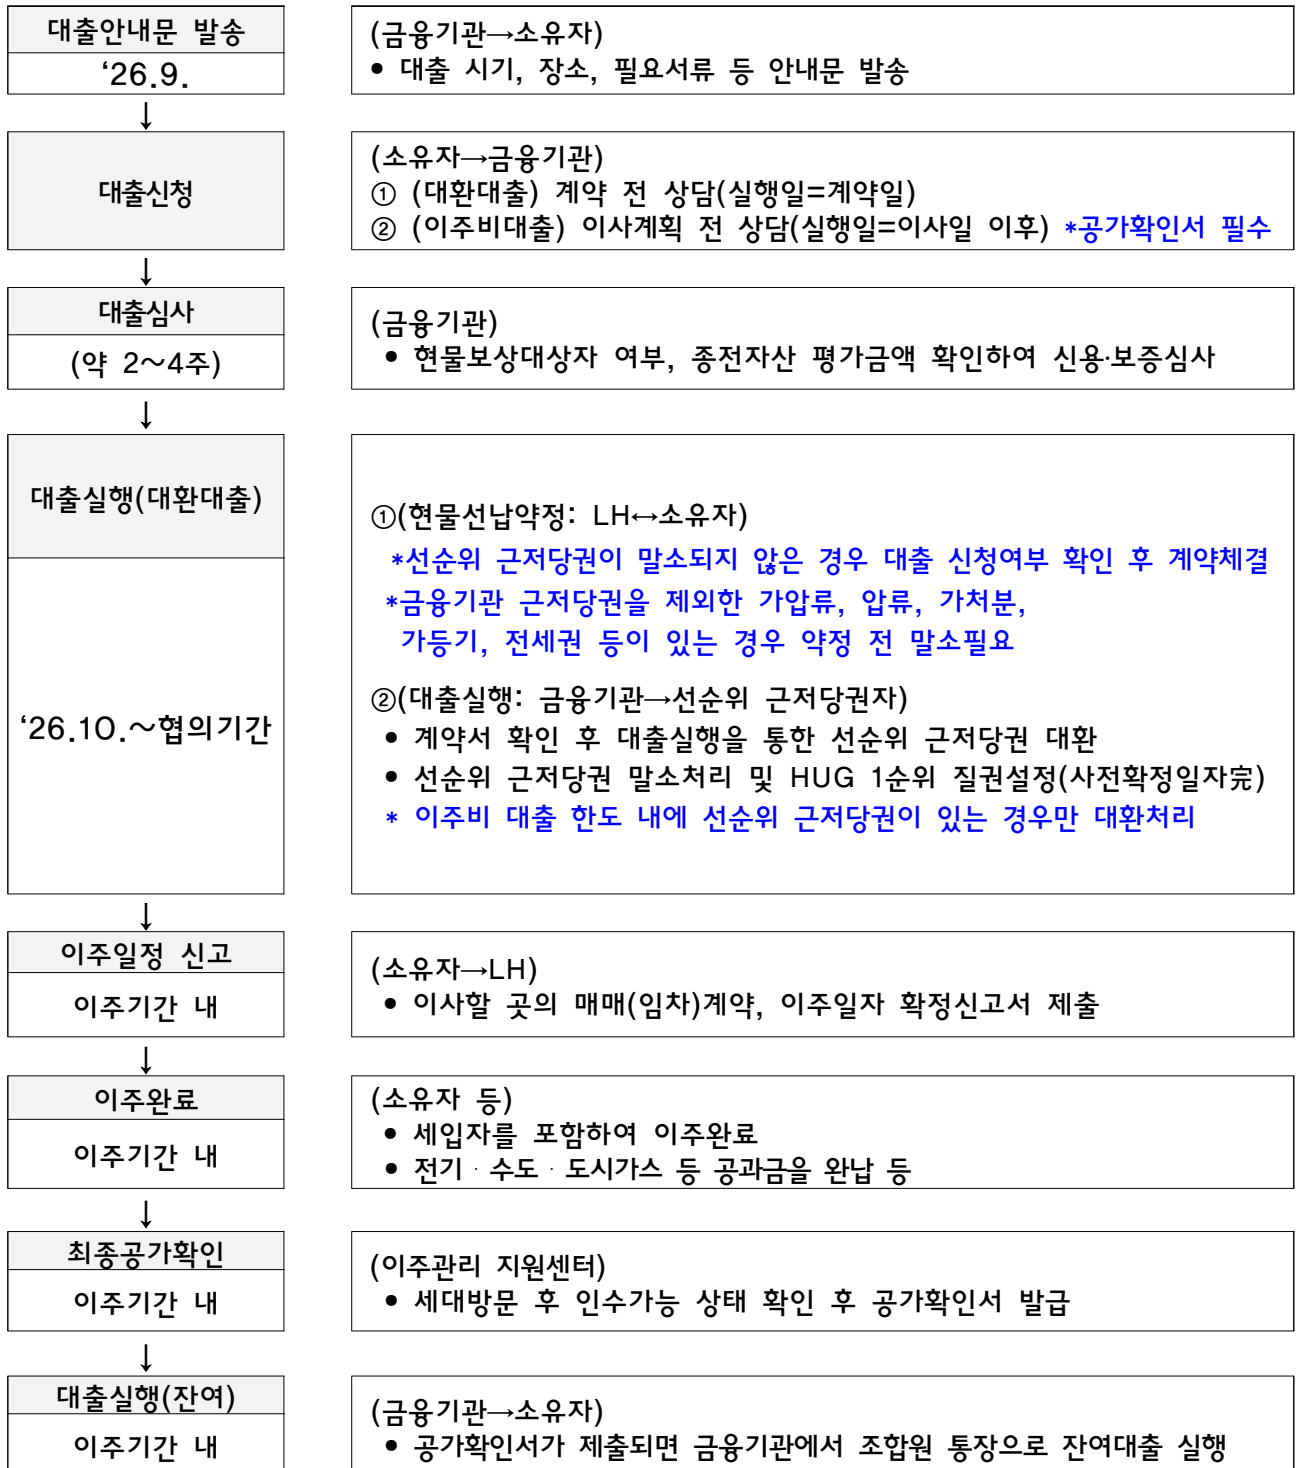 대출안내문 발송
‘26.9.
(금융기관→소유자)
● 대출 시기, 장소, 필요서류 등 안내문 발송
↓
대출신청
(소유자→금융기관)
① (대환대출) 계약 전 상담(실행일=계약일)
② (이주비대출) 이사계획 전 상담(실행일=이사일 이후) *공가확인서 필수
↓
대출심사
(약 2～4주)
(금융기관)
● 현물보상대상자 여부, 종전자산 평가금액 확인하여 신용·보증심사
↓
대출실행(대환대출)
‘26.10.～협의기간
①(현물선납약정: LH↔소유자)
*선순위 근저당권이 말소되지 않은 경우 대출 신청여부 확인 후 계약체결
*금융기관 근저당권을 제외한 가압류, 압류, 가처분,
가등기, 전세권 등이 있는 경우 약정 전 말소필요
②(대출실행: 금융기관→선순위 근저당권자)
● 계약서 확인 후 대출실행을 통한 선순위 근저당권 대환
● 선순위 근저당권 말소처리 및 HUG 1순위 질권설정(사전확정일자完)
* 이주비 대출 한도 내에 선순위 근저당권이 있는 경우만 대환처리
↓
이주일정 신고
이주기간 내
(소유자→LH)
● 이사할 곳의 매매(임차)계약, 이주일자 확정신고서 제출
↓
이주완료
이주기간 내
(소유자 등)
● 세입자를 포함하여 이주완료
● 전기 · 수도 · 도시가스 등 공과금을 완납 등
↓
최종공가확인
이주기간 내
(이주관리 지원센터)
● 세대방문 후 인수가능 상태 확인 후 공가확인서 발급
↓
대출실행(잔여)
이주기간 내
(금융기관→소유자)
● 공가확인서가 제출되면 금융기관에서 조합원 통장으로 잔여대출 실행